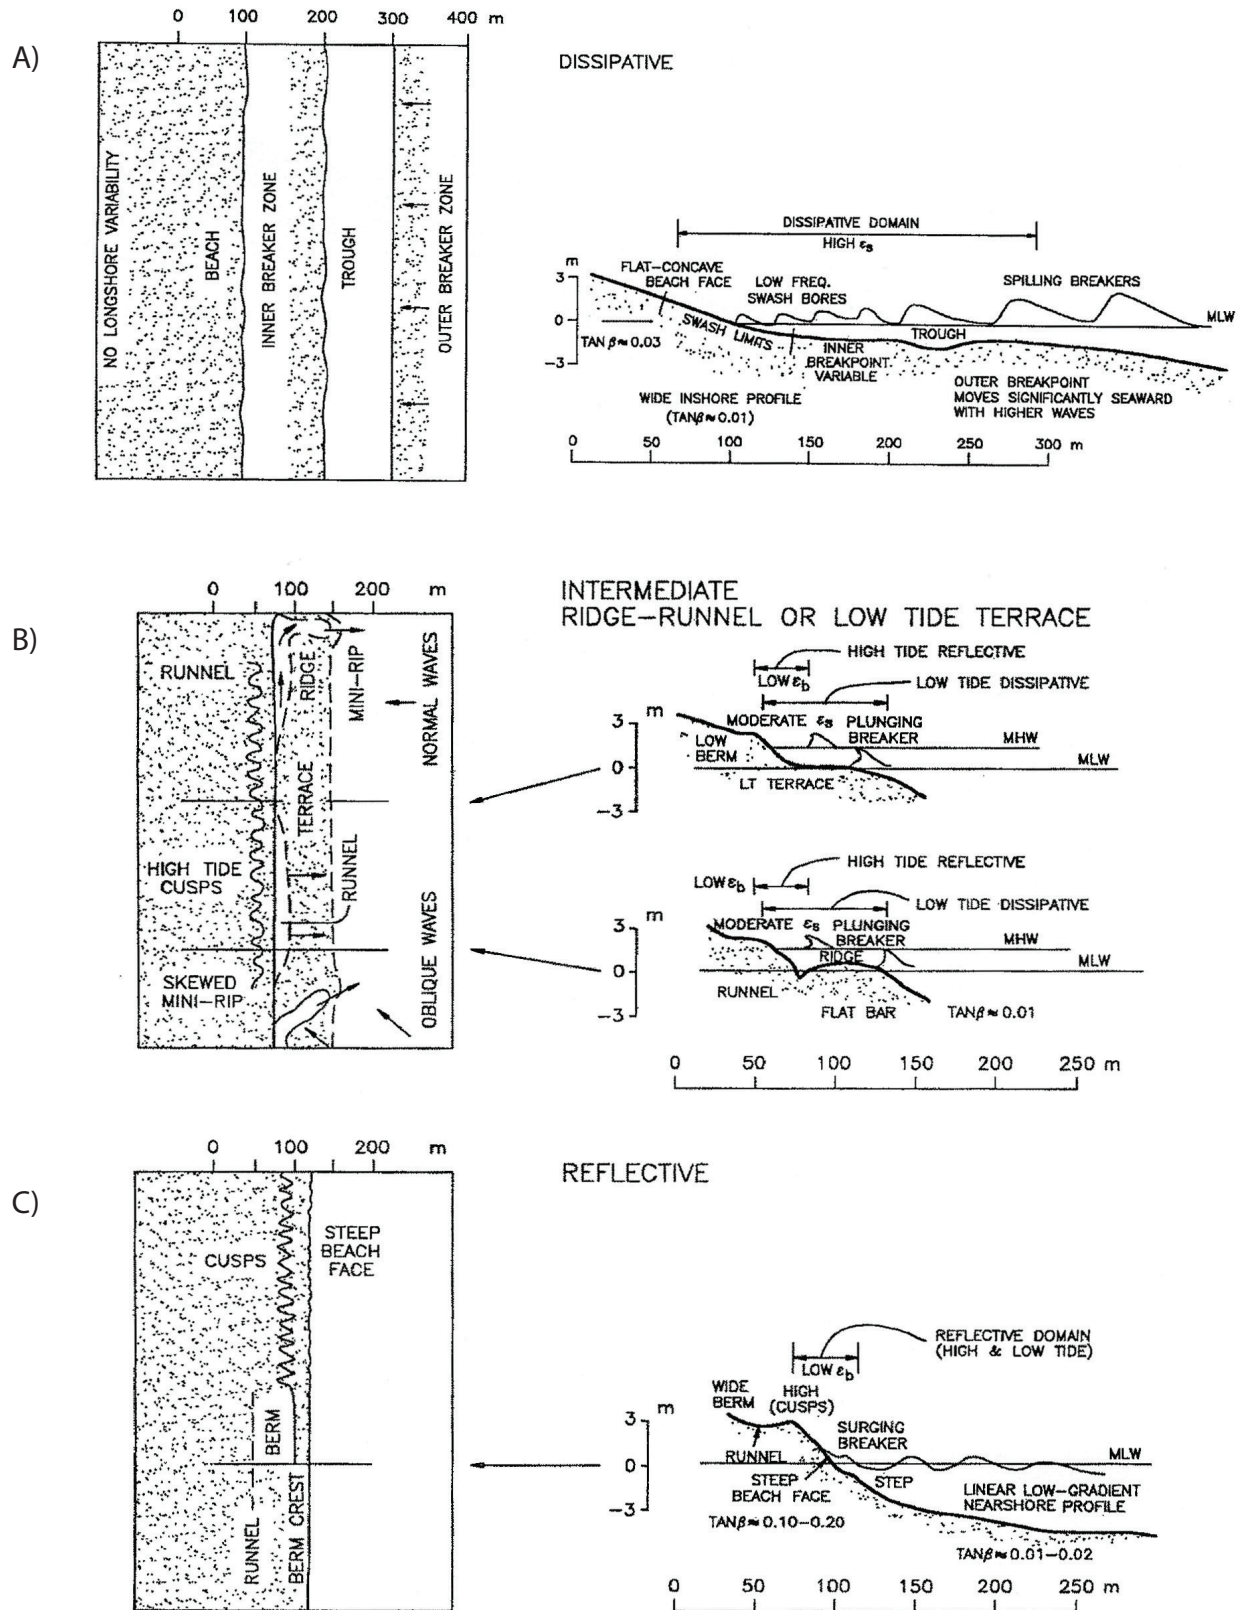 A)
0 100 200 300 400 m
NO LONGSHORE VARIABILITY
BEACH
INNER BREAKER ZONE
TROUGH
OUTER BREAKER ZONE
DISSIPATIVE
DISSIPATIVE DOMAIN
HIGH εs
m
3
0
-3
FLAT-CONCAVE
BEACH FACE
LOW FREQ.
SWASH BORES
SPILLING BREAKERS
MLW
TAN β≈0.03
SWASH LIMITS
INNER
BREAKPOINT
VARIABLE
TROUGH
WIDE INSHORE PROFILE
(TANβ≈0.01)
OUTER BREAKPOINT
MOVES SIGNIFICANTLY SEAWARD
WITH HIGHER WAVES
0 50 100 150 200 250 300 m
B)
0 100 200 m
RUNNEL
RIDGE
MINI-RIP
NORMAL WAVES
TERRACE
RUNNEL
HIGH TIDE
CUSPS
SKEWED
MINI-RIP
OBLIQUE WAVES
INTERMEDIATE
RIDGE-RUNNEL OR LOW TIDE TERRACE
HIGH TIDE REFLECTIVE
LOW εb
LOW TIDE DISSIPATIVE
m
3
0
-3
MODERATE εs PLUNGING
BREAKER
LOW
BERM
MHW
MLW
LT TERRACE
HIGH TIDE REFLECTIVE
LOW εb
LOW TIDE DISSIPATIVE
m
3
0
-3
MODERATE εs PLUNGING
BREAKER
RIDGE
MHW
MLW
RUNNEL
FLAT BAR
TANβ≈0.01
0 50 100 150 200 250 m
C)
0 100 200 m
CUSPS
STEEP
BEACH
FACE
BERM
RUNNEL
BERM CREST
REFLECTIVE
REFLECTIVE DOMAIN
(HIGH & LOW TIDE)
LOW εb
m
3
0
-3
WIDE
BERM
HIGH
(CUSPS)
SURGING
BREAKER
RUNNEL
MLW
STEEP
BEACH FACE
STEP
LINEAR LOW-GRADIENT
NEARSHORE PROFILE
TANβ≈0.10-0.20
TANβ≈0.01-0.02
0 50 100 150 200 250 m